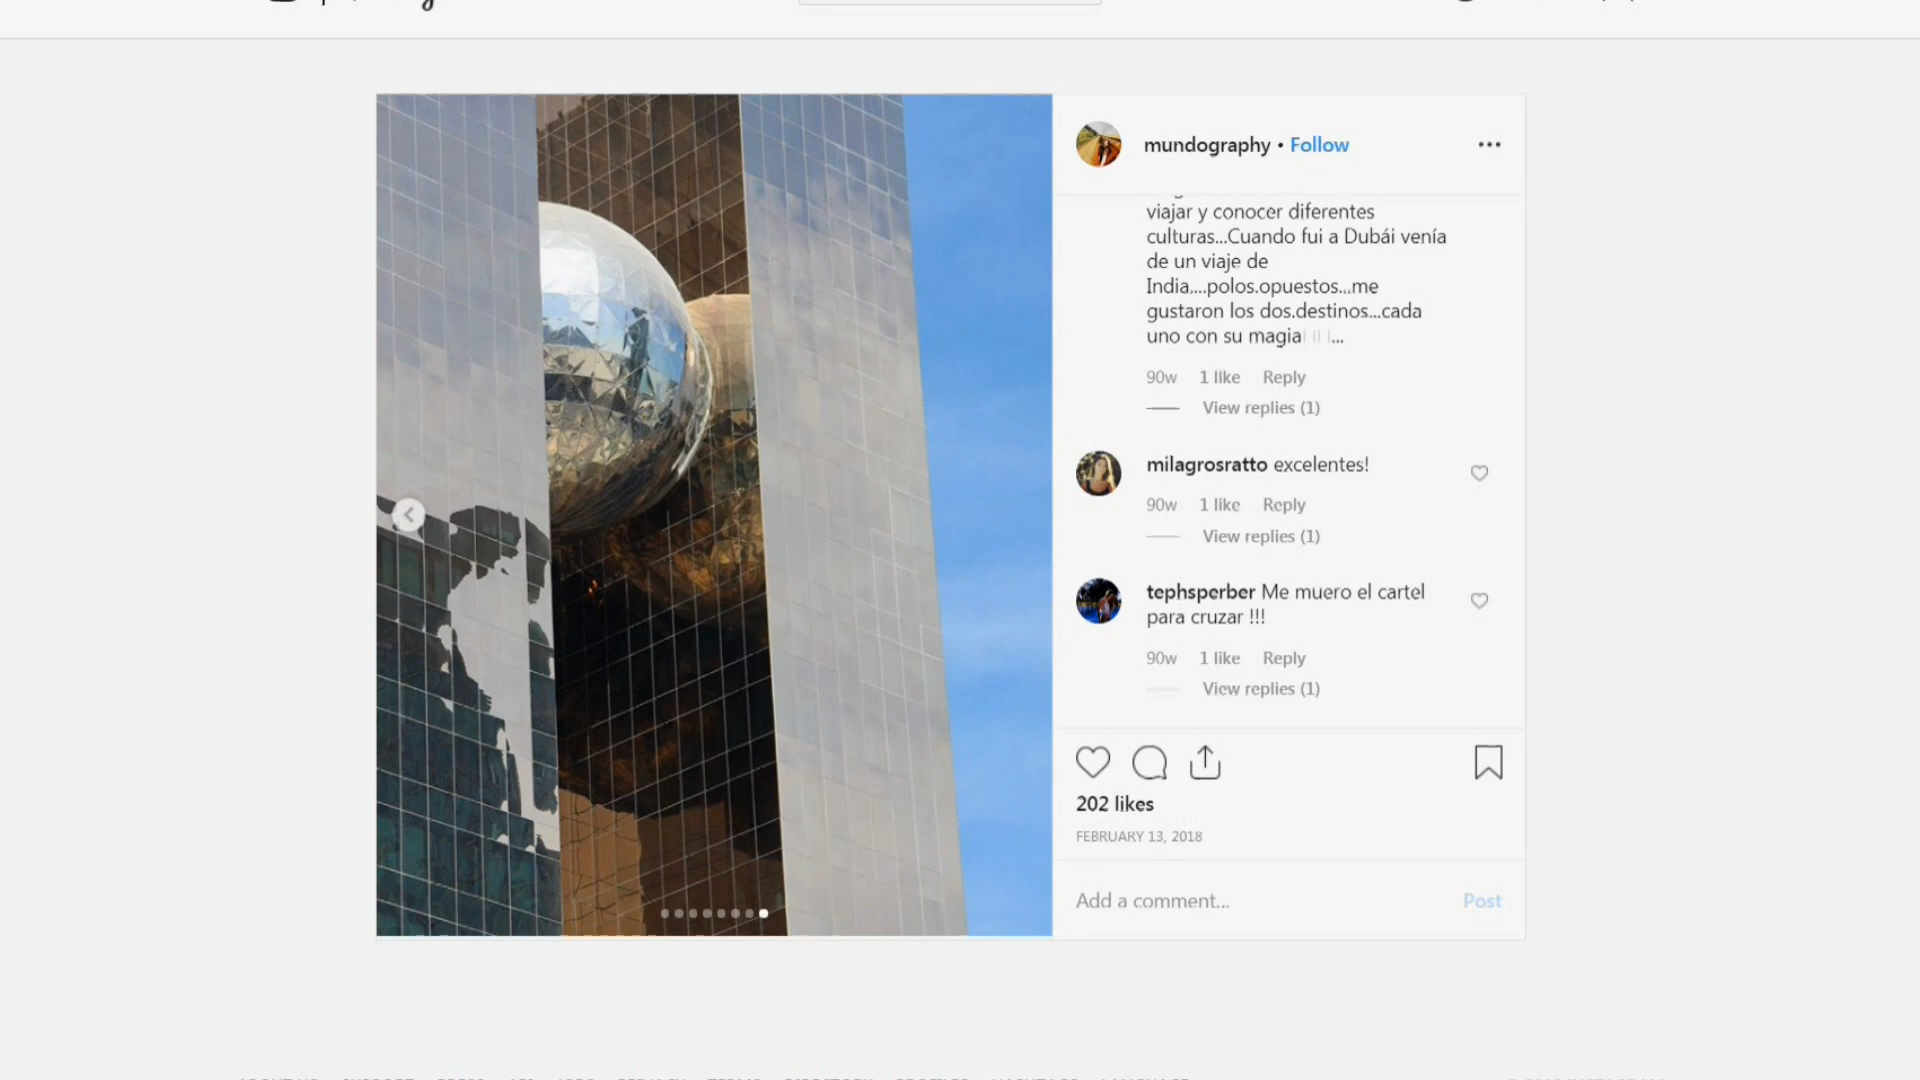 mundography • Follow
viajar y conocer diferentes
culturas...Cuando fui a Dubái venía
de un viaje de
India,...polos.opuestos...me
gustaron los dos.destinos...cada
uno con su magia
90w 1 like Reply
View replies (1)
milagrosratto excelentes!
90w 1 like Reply
View replies (1)
tephsperber Me muero el cartel
para cruzar !!!
90w 1 like Reply
View replies (1)
202 likes
FEBRUARY 13, 2018
Add a comment...
Post